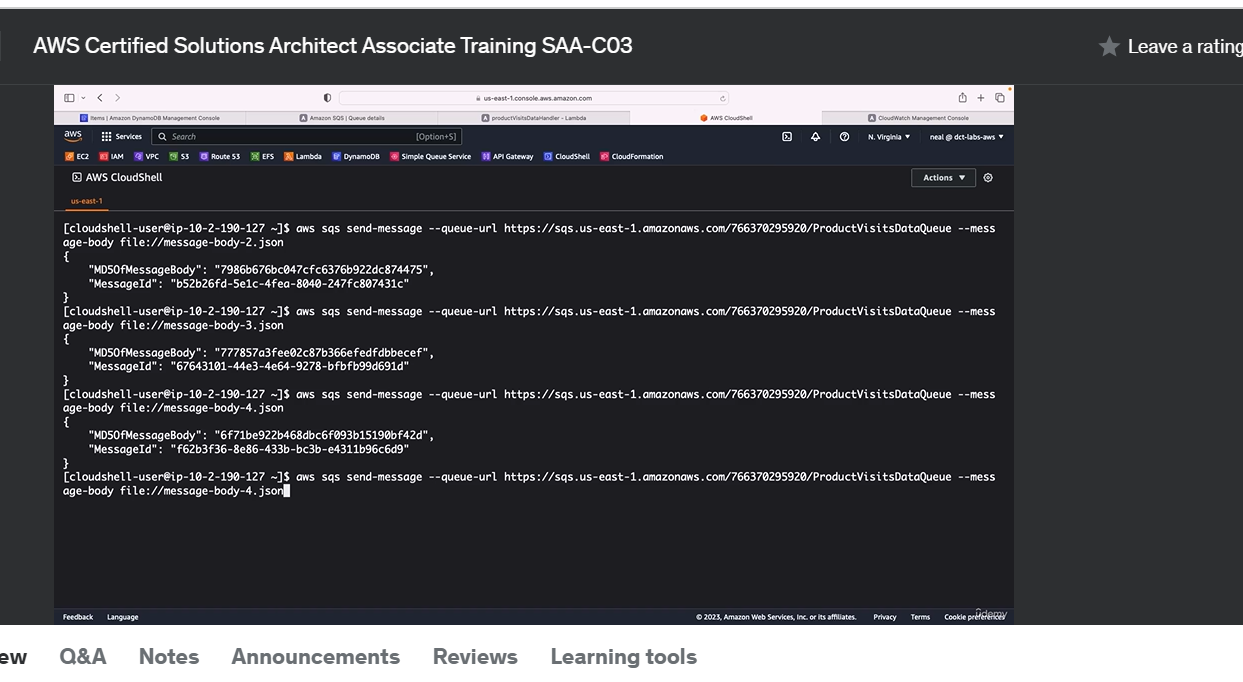 AWS Certified Solutions Architect Associate Training SAA-C03
Leave a rating
us-east-1.console.aws.amazon.com
Items | Amazon DynamoDB Management Console
Amazon SQS | Queue details
productVisitsDataHandler - Lambda
AWS CloudShell
CloudWatch Management Console
aws
Services
Search
[Option+S]
N. Virginia
neal @ dct-labs-aws
EC2
IAM
VPC
S3
Route 53
EFS
Lambda
DynamoDB
Simple Queue Service
API Gateway
CloudShell
CloudFormation
AWS CloudShell
Actions
us-east-1
[cloudshell-user@ip-10-2-190-127 ~]$ aws sqs send-message --queue-url https://sqs.us-east-1.amazonaws.com/766370295920/ProductVisitsDataQueue --mess
age-body file://message-body-2.json
{
    "MD5OfMessageBody": "7986b676bc047cfc6376b922dc874475",
    "MessageId": "b52b26fd-5e1c-4fea-8040-247fc807431c"
}
[cloudshell-user@ip-10-2-190-127 ~]$ aws sqs send-message --queue-url https://sqs.us-east-1.amazonaws.com/766370295920/ProductVisitsDataQueue --mess
age-body file://message-body-3.json
{
    "MD5OfMessageBody": "777857a3fee02c87b366efedfdbbecef",
    "MessageId": "67643101-44e3-4e64-9278-bfbfb99d691d"
}
[cloudshell-user@ip-10-2-190-127 ~]$ aws sqs send-message --queue-url https://sqs.us-east-1.amazonaws.com/766370295920/ProductVisitsDataQueue --mess
age-body file://message-body-4.json
{
    "MD5OfMessageBody": "6f71be922b468dbc6f093b15190bf42d",
    "MessageId": "f62b3f36-8e86-433b-bc3b-e4311b96c6d9"
}
[cloudshell-user@ip-10-2-190-127 ~]$ aws sqs send-message --queue-url https://sqs.us-east-1.amazonaws.com/766370295920/ProductVisitsDataQueue --mess
age-body file://message-body-4.json
Feedback
Language
© 2023, Amazon Web Services, Inc. or its affiliates.
Privacy
Terms
Cookie preferences
ûdemy
ew
Q&A
Notes
Announcements
Reviews
Learning tools